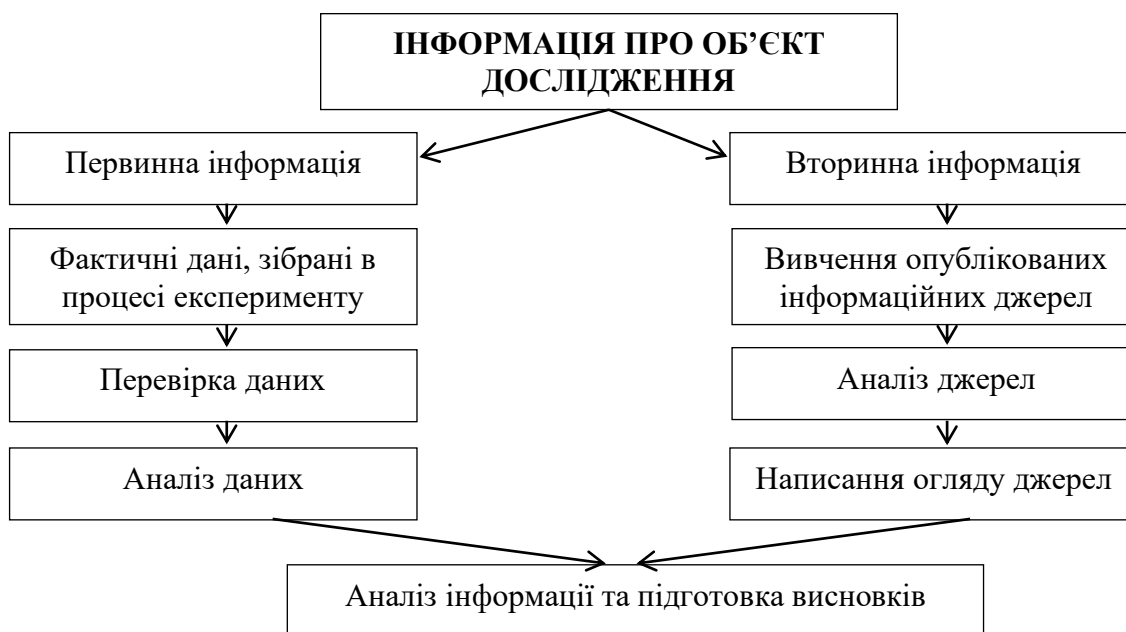 ІНФОРМАЦІЯ ПРО ОБ’ЄКТ
ДОСЛІДЖЕННЯ
Первинна інформація
Вторинна інформація
Фактичні дані, зібрані в
процесі експерименту
Вивчення опублікованих
інформаційних джерел
Перевірка даних
Аналіз джерел
Аналіз даних
Написання огляду джерел
Аналіз інформації та підготовка висновків